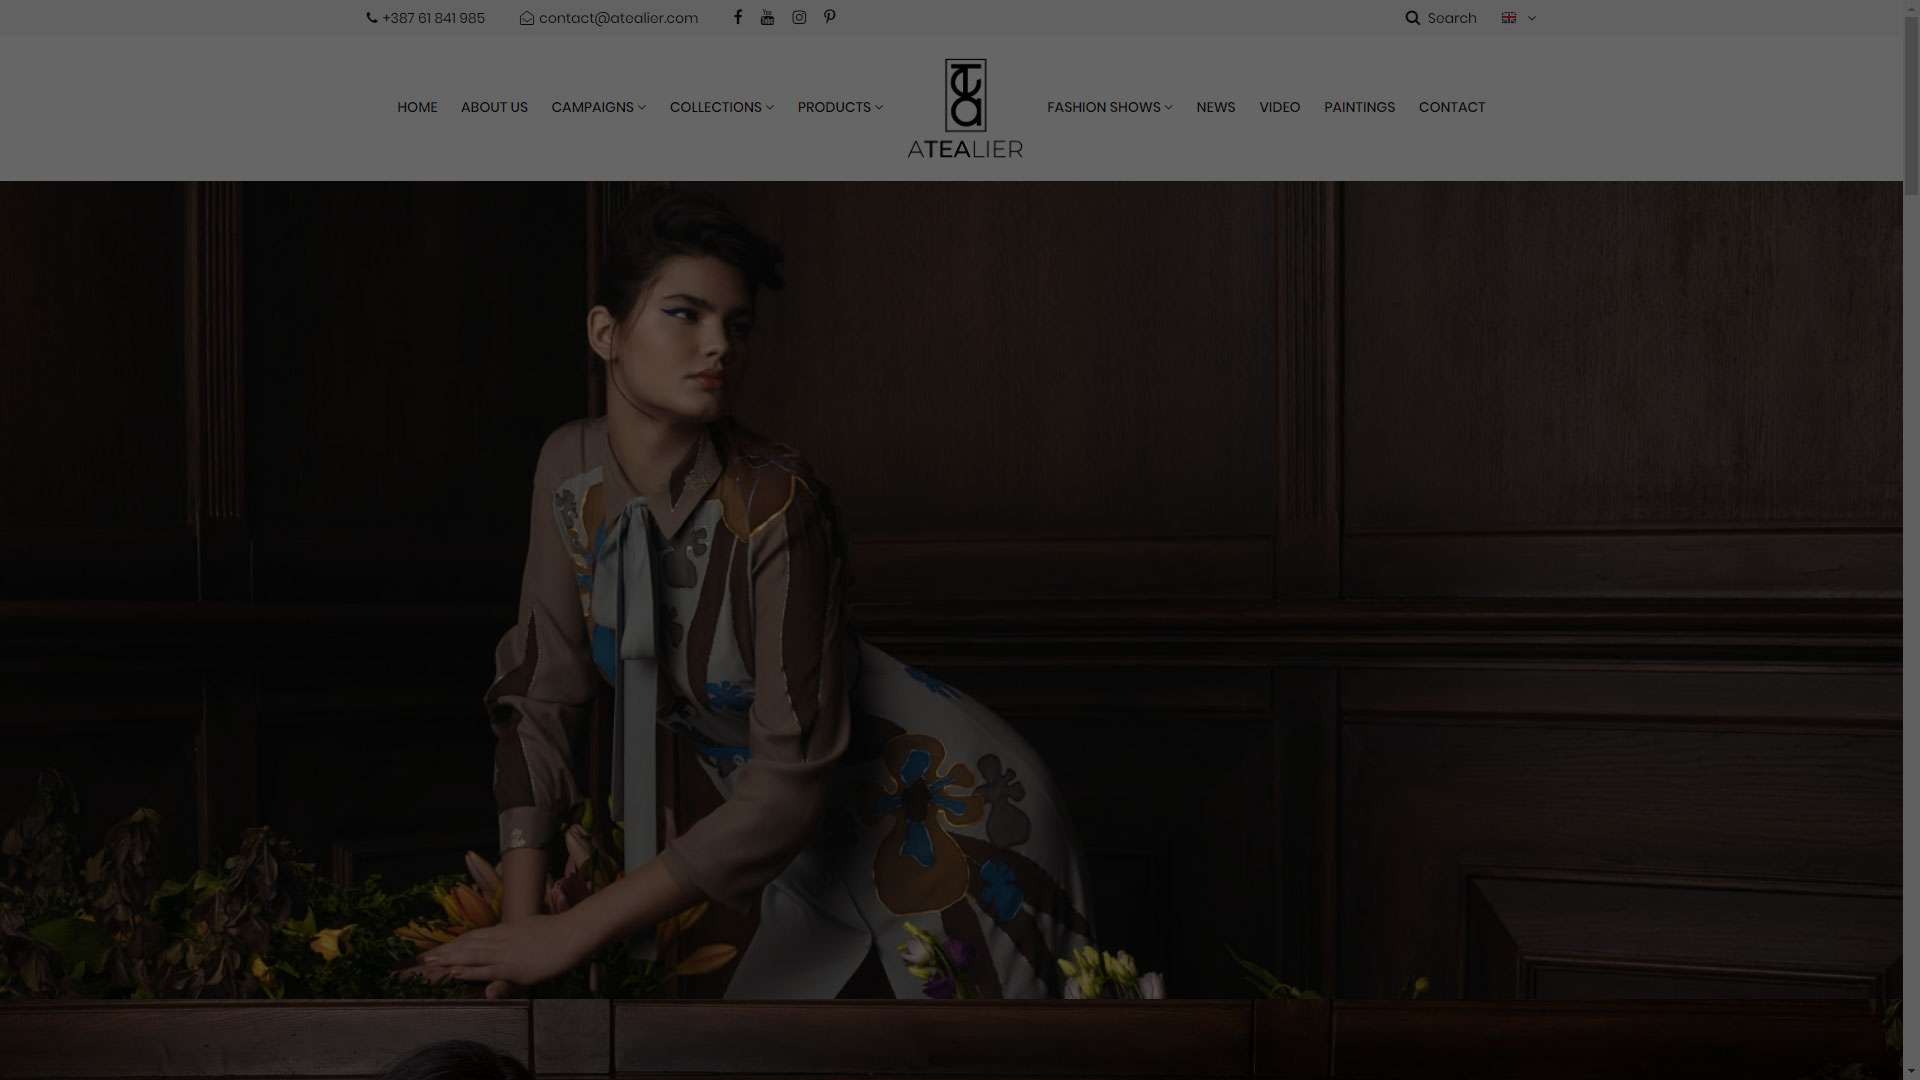 +387 61 841 985 contact@atealier.com Search
HOME ABOUT US CAMPAIGNS COLLECTIONS PRODUCTS FASHION SHOWS NEWS VIDEO PAINTINGS CONTACT
ATEALIER